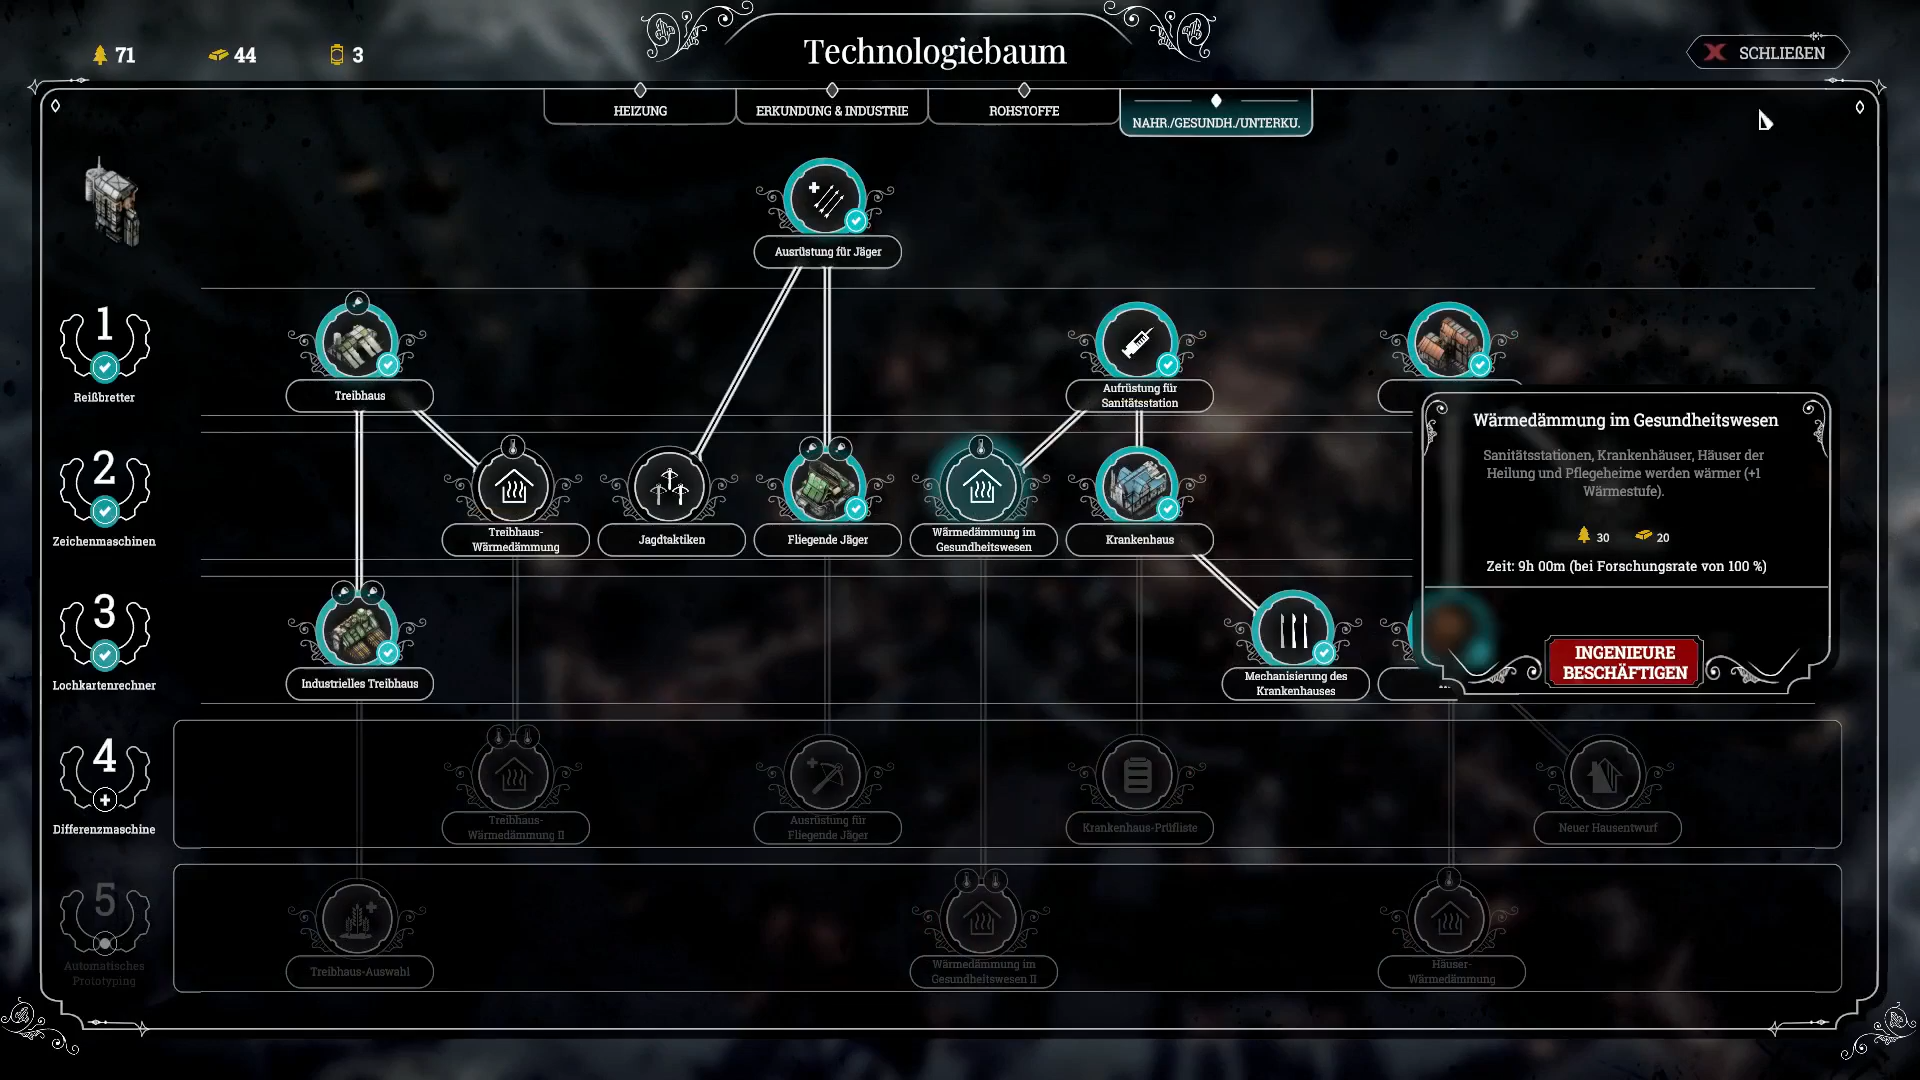 71
44
3
Technologiebaum
SCHLIEßEN
HEIZUNG
ERKUNDUNG & INDUSTRIE
ROHSTOFFE
NAHR./GESUNDH./UNTERKU.
Ausrüstung für Jäger
1
Reißbretter
Treibhaus
Aufrüstung für
Sanitätsstation
2
Zeichenmaschinen
Treibhaus-
Wärmedämmung
Jagdtaktiken
Fliegende Jäger
Wärmedämmung im
Gesundheitswesen
Krankenhaus
Wärmedämmung im Gesundheitswesen
Sanitätsstationen, Krankenhäuser, Häuser der
Heilung und Pflegeheime werden wärmer (+1
Wärmestufe).
30
20
Zeit: 9h 00m (bei Forschungsrate von 100 %)
INGENIEURE
BESCHÄFTIGEN
3
Lochkartenrechner
Industrielles Treibhaus
Mechanisierung des
Krankenhauses
4
Differenzmaschine
Treibhaus-
Wärmedämmung II
Ausrüstung für
Fliegende Jäger
Krankenhaus-Prüfliste
Neuer Hausentwurf
5
Automatisches
Prototyping
Treibhaus-Auswahl
Wärmedämmung im
Gesundheitswesen II
Häuser-
Wärmedämmung